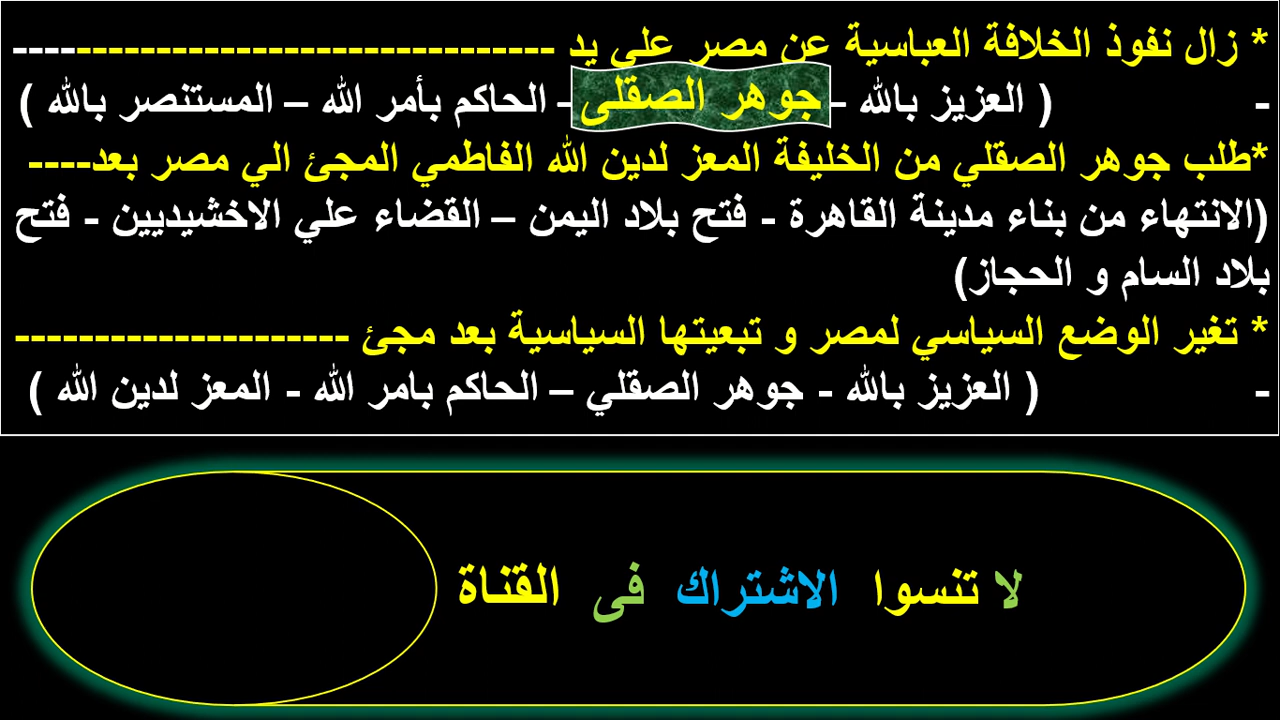 * زال نفوذ الخلافة العباسية عن مصر علي يد ----------------------------------
- ( العزيز بالله – جوهر الصقلى – الحاكم بأمر الله – المستنصر بالله )
*طلب جوهر الصقلي من الخليفة المعز لدين الله الفاطمي المجئ الي مصر بعد----
(الانتهاء من بناء مدينة القاهرة - فتح بلاد اليمن – القضاء علي الاخشيديين - فتح
بلاد السام و الحجاز)
* تغير الوضع السياسي لمصر و تبعيتها السياسية بعد مجئ ---------------------
- ( العزيز بالله - جوهر الصقلي – الحاكم بامر الله - المعز لدين الله )
لا تنسوا الاشتراك فى القناة